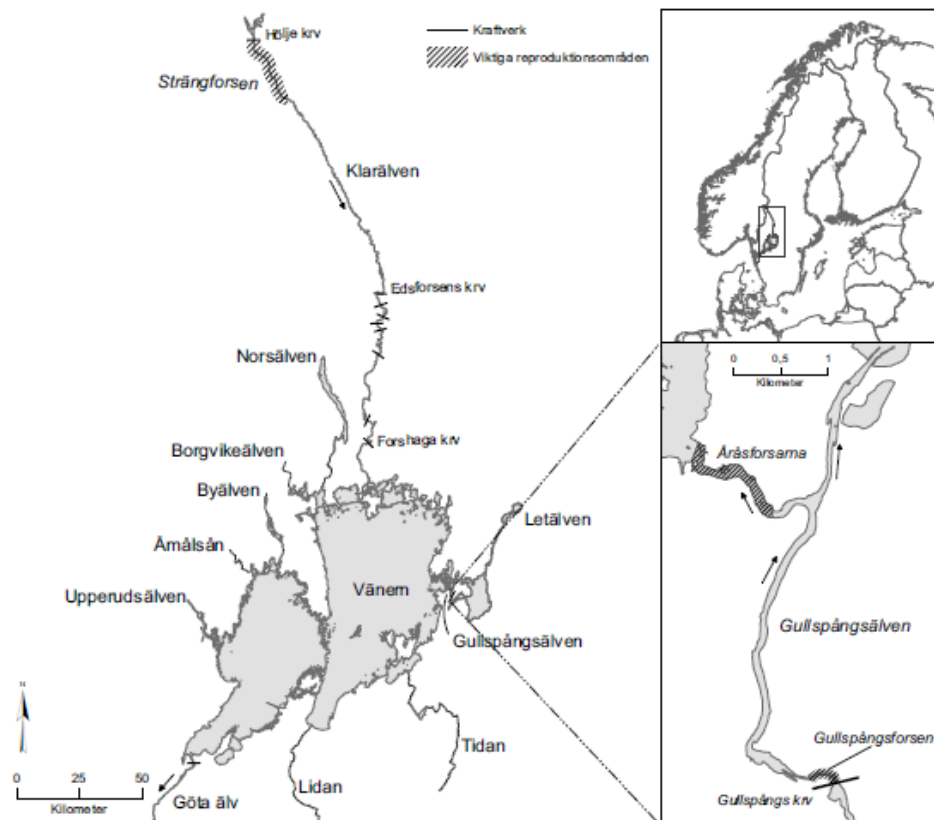 Hölje krv
Strängforsen
Kraftverk
Viktiga reproduktionsområden
Klarälven
Edsforsens krv
Norsälven
Forshaga krv
Borgvikeälven
Byälven
Åmålsån
Upperudsälven
Vänern
Letälven
Gullspångsälven
Tidan
Lidan
Göta älv
N
0 25 50
Kilometer
0 0,5 1
Kilometer
Åråsforsarna
Gullspångsälven
Gullspångsforsen
Gullspångs krv